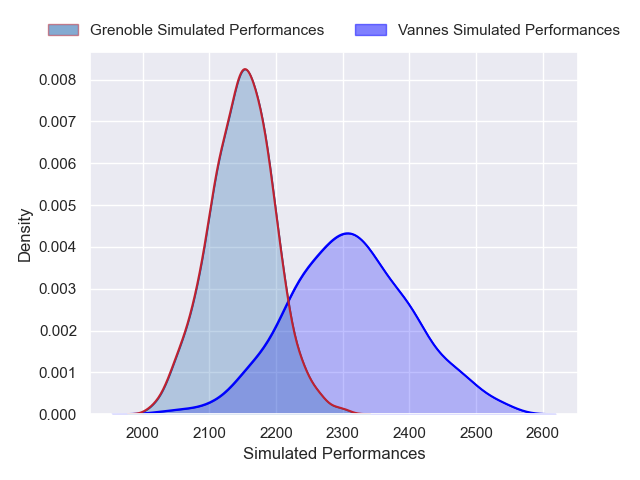 Grenoble Simulated Performances
Vannes Simulated Performances
0.008
0.007
0.006
0.005
0.004
0.003
0.002
0.001
0.000
Density
2000 2100 2200 2300 2400 2500 2600
Simulated Performances